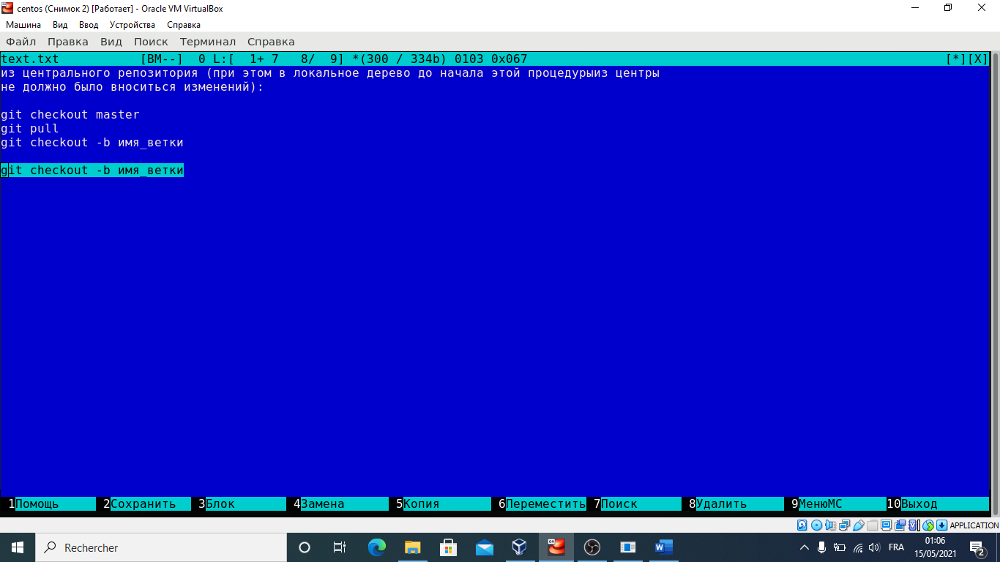 centos (Снимок 2) [Работает] - Oracle VM VirtualBox
Машина Вид Ввод Устройства Справка
Файл Правка Вид Поиск Терминал Справка
text.txt [BM--] 0 L:[ 1+ 7 8/ 9] *(300 / 334b) 0103 0x067 [*][X]
из центрального репозитория (при этом в локальное дерево до начала этой процедурыиз центры
не должно было вноситься изменений):
git checkout master
git pull
git checkout -b имя_ветки
git checkout -b имя_ветки
1Помощь 2Сохранить 3Блок 4Замена 5Копия 6Переместить 7Поиск 8Удалить 9МенюMC 10Выход
APPLICATION
Rechercher
64
W
FRA
01:06
15/05/2021
2